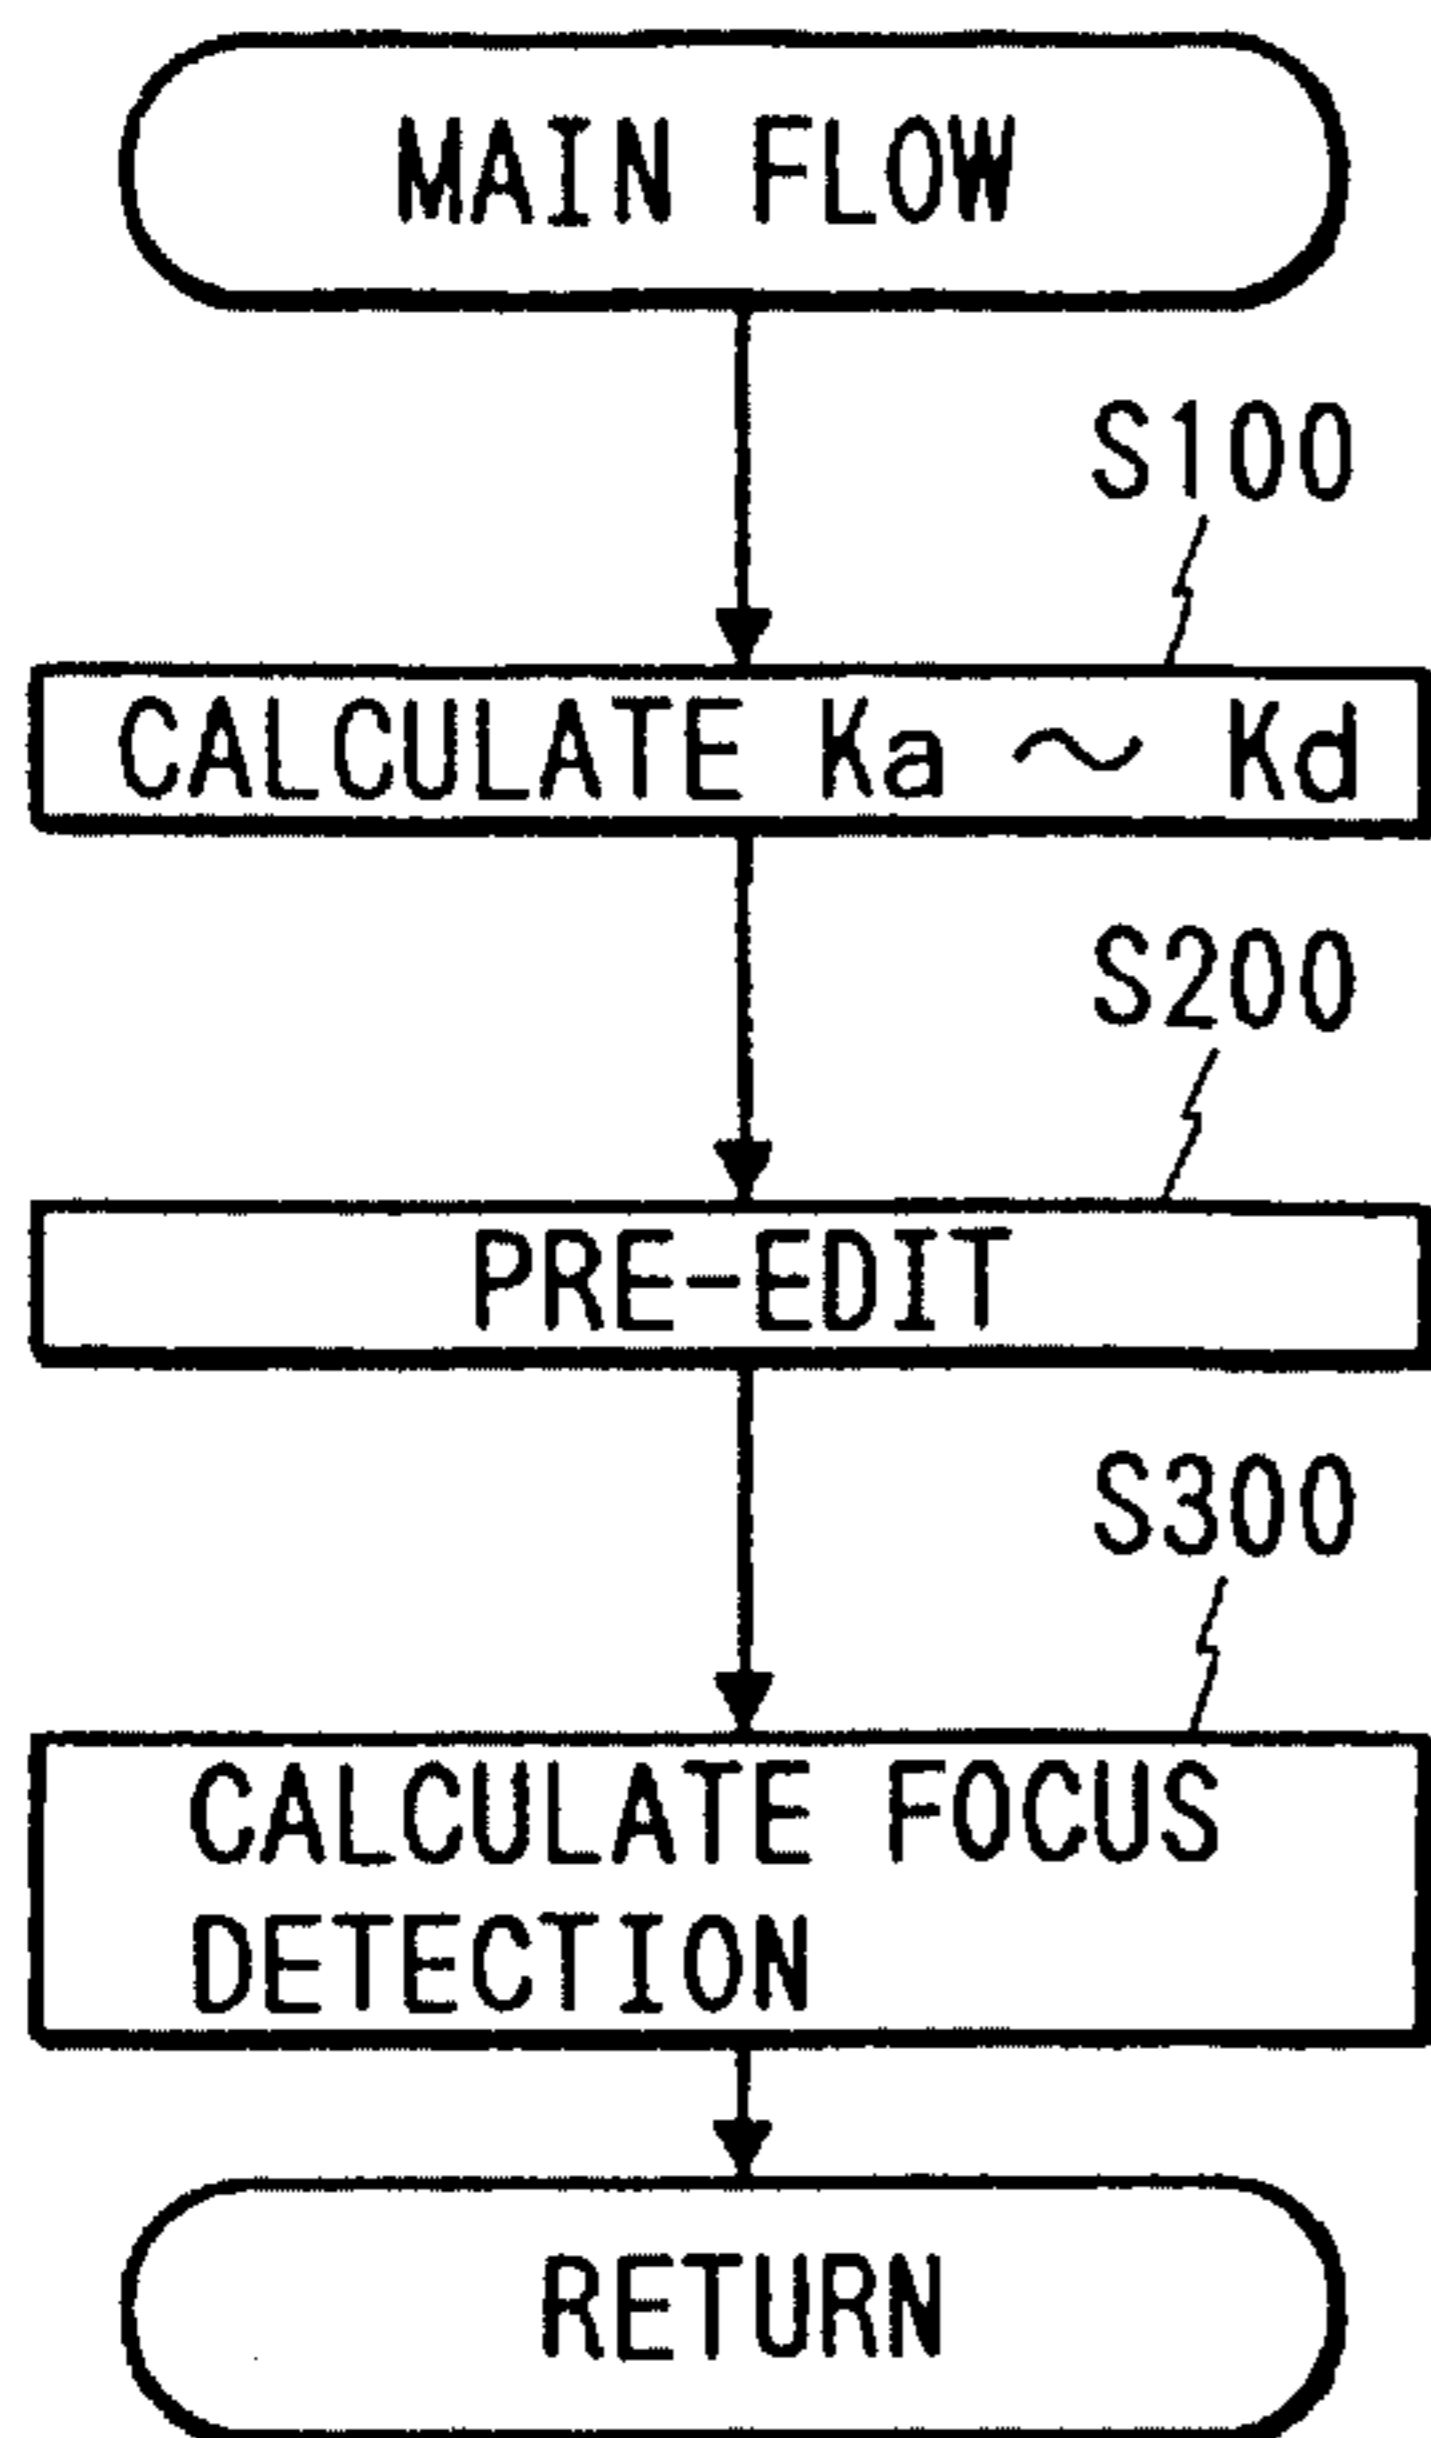 MAIN FLOW
S100
CALCULATE Ka ～ Kd
S200
PRE-EDIT
S300
CALCULATE FOCUS
DETECTION
RETURN